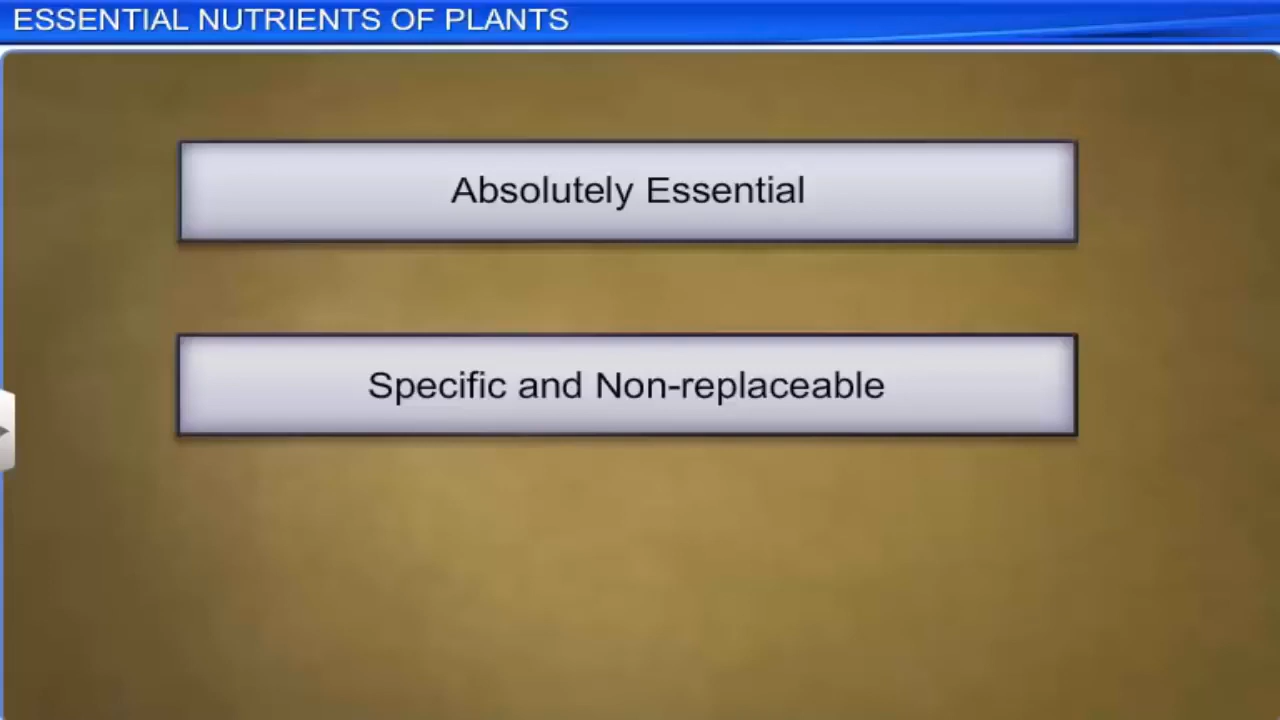 ESSENTIAL NUTRIENTS OF PLANTS
Absolutely Essential
Specific and Non-replaceable